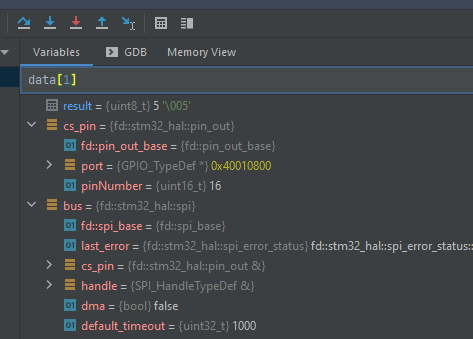 Variables GDB Memory View
data[1]
result = {uint8_t} 5 '\005'
cs_pin = {fd::stm32_hal::pin_out}
fd::pin_out_base = {fd::pin_out_base}
port = {GPIO_TypeDef *} 0x40010800
pinNumber = {uint16_t} 16
bus = {fd::stm32_hal::spi}
fd::spi_base = {fd::spi_base}
last_error = {fd::stm32_hal::spi_error_status} fd::stm32_hal::spi_error_status:
cs_pin = {fd::stm32_hal::pin_out &}
handle = {SPI_HandleTypeDef &}
dma = {bool} false
default_timeout = {uint32_t} 1000